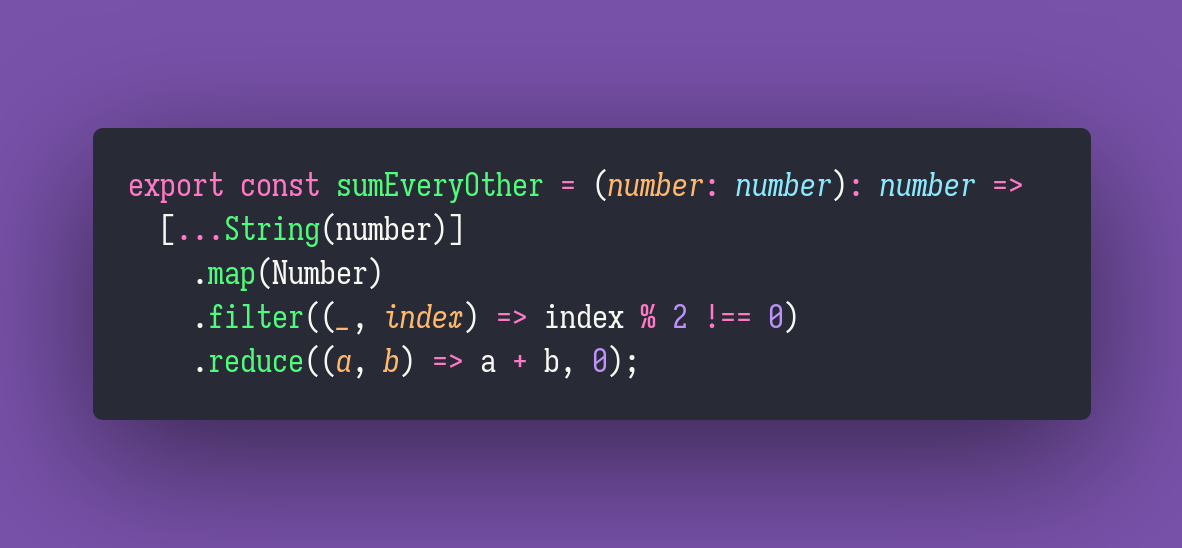 export const sumEveryOther = (number: number): number =>
  [...String(number)]
    .map(Number)
    .filter((_, index) => index % 2 !== 0)
    .reduce((a, b) => a + b, 0);